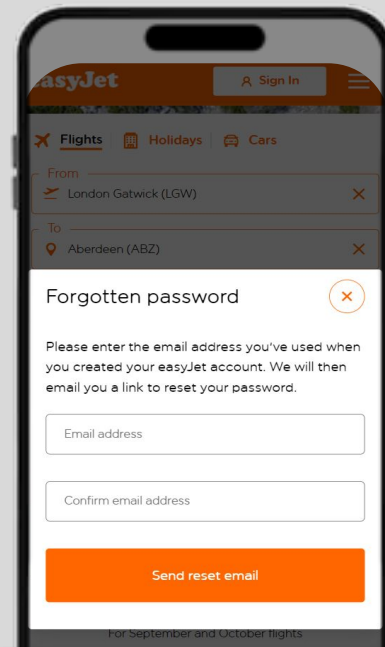 easyJet
Sign In
Flights
Holidays
Cars
From
London Gatwick (LGW)
To
Aberdeen (ABZ)
Forgotten password
Please enter the email address you've used when
you created your easyJet account. We will then
email you a link to reset your password.
Email address
Confirm email address
Send reset email
For September and October flights